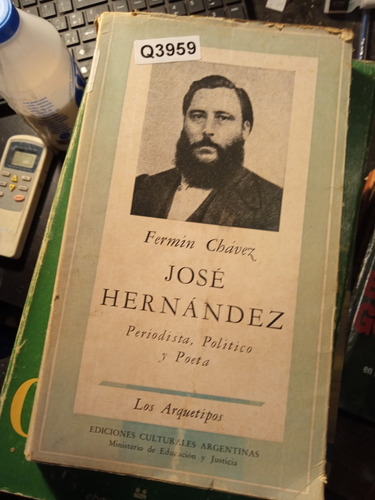 Q3959
Fermín Chávez
JOSÉ
HERNÁNDEZ
Periodista, Político
y Poeta
Los Arquetipos
EDICIONES CULTURALES ARGENTINAS
Ministerio de Educación y Justicia